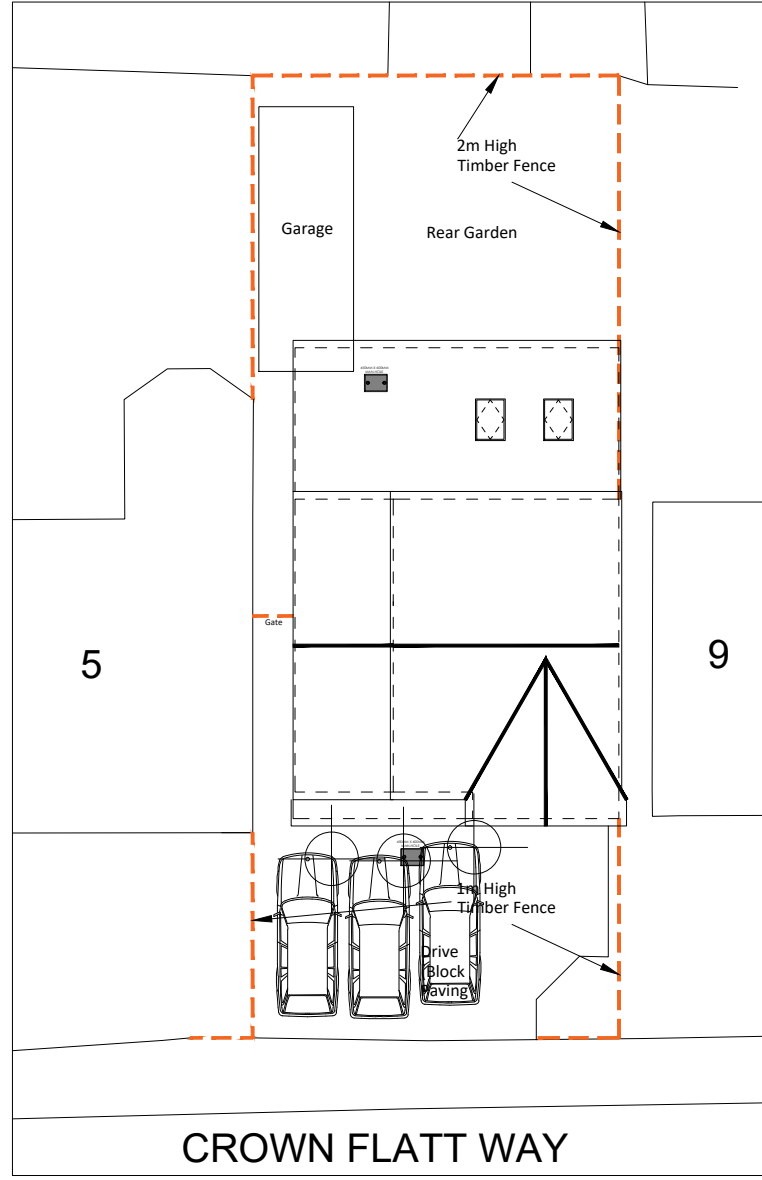 2m High
Timber Fence
Garage
Rear Garden
5
Gate
9
1m High
Timber Fence
Drive
Block
Paving
CROWN FLATT WAY